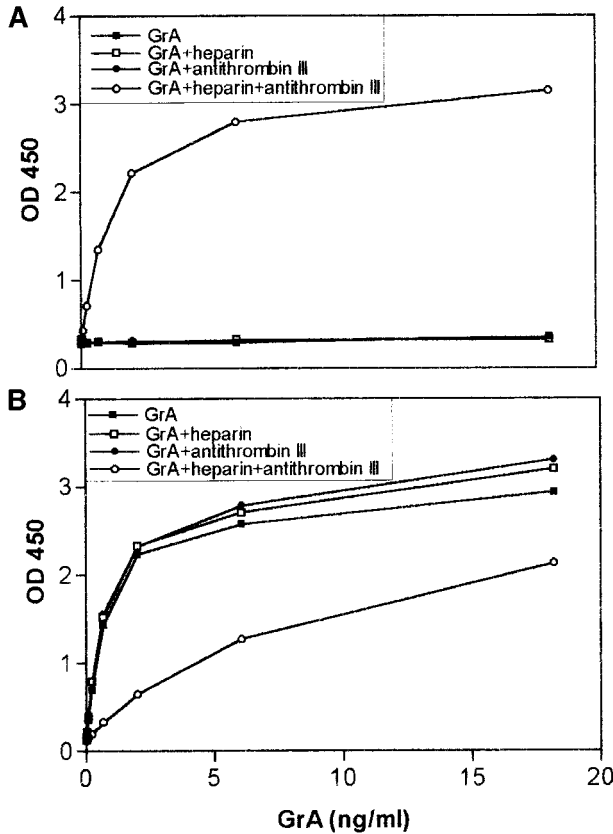 A
4
3
2
1
0
OD 450
GrA
GrA+heparin
GrA+antithrombin III
GrA+heparin+antithrombin III
B
4
3
2
1
0
OD 450
GrA
GrA+heparin
GrA+antithrombin III
GrA+heparin+antithrombin III
0 5 10 15 20
GrA (ng/ml)